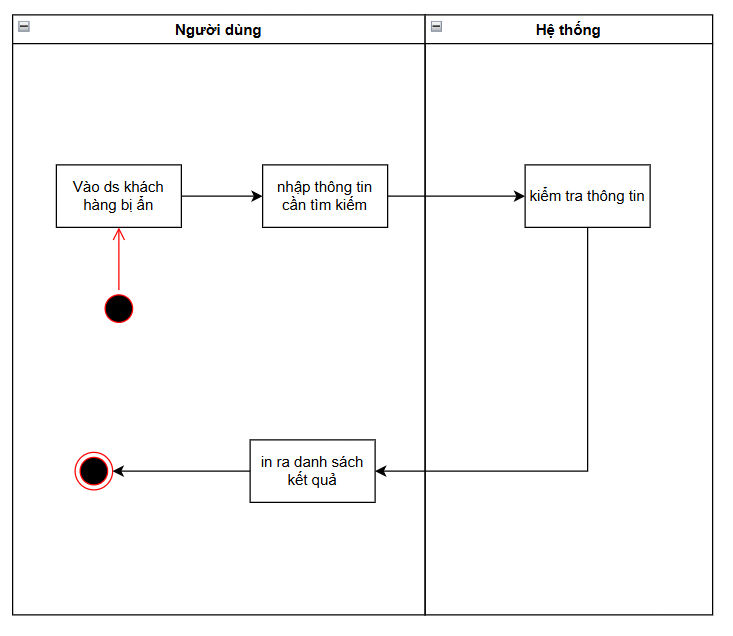 Người dùng
Hệ thống
Vào ds khách
hàng bị ẩn
nhập thông tin
cần tìm kiếm
kiểm tra thông tin
in ra danh sách
kết quả